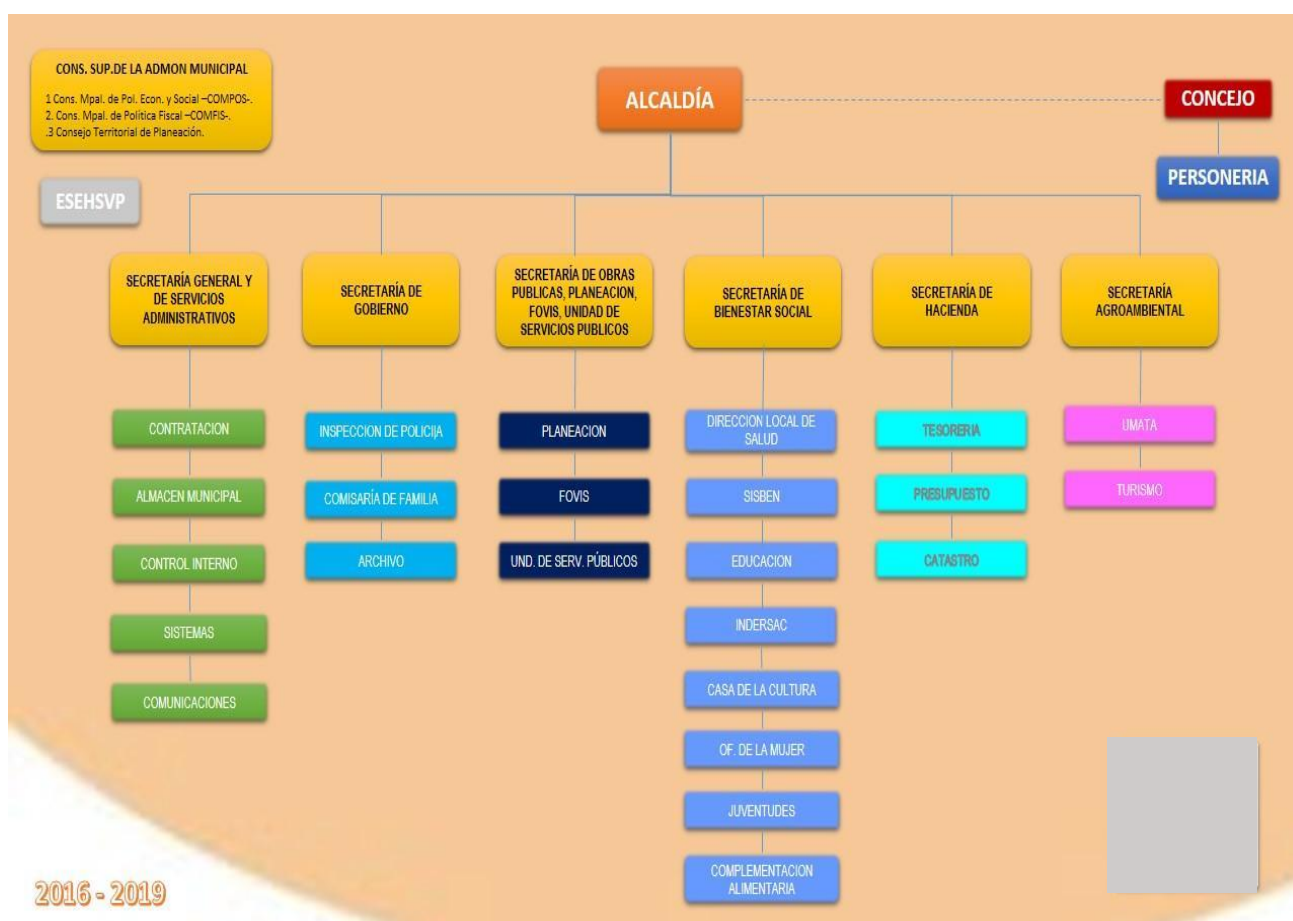 CONS. SUP.DE LA ADMON MUNICIPAL
1 Cons. Mpal. de Pol. Econ. y Social –COMPOS-.
2. Cons. Mpal. de Politica Fiscal –COMFIS-.
.3 Consejo Territorial de Planeación.
ALCALDÍA
CONCEJO
PERSONERIA
ESEHSVP
SECRETARÍA GENERAL Y
DE SERVICIOS
ADMINISTRATIVOS
SECRETARÍA DE
GOBIERNO
SECRETARÍA DE OBRAS
PUBLICAS, PLANEACION,
FOVIS, UNIDAD DE
SERVICIOS PUBLICOS
SECRETARÍA DE
BIENESTAR SOCIAL
SECRETARÍA DE
HACIENDA
SECRETARÍA
AGROAMBIENTAL
CONTRATACION
ALMACEN MUNICIPAL
CONTROL INTERNO
SISTEMAS
COMUNICACIONES
INSPECCION DE POLICIJA
COMISARÍA DE FAMILIA
ARCHIVO
PLANEACION
FOVIS
UND. DE SERV. PÚBLICOS
DIRECCION LOCAL DE
SALUD
SISBEN
EDUCACION
INDERSAC
CASA DE LA CULTURA
OF. DE LA MUJER
JUVENTUDES
COMPLEMENTACION
ALIMENTARIA
TESORERIA
PRESUPUESTO
CATASTRO
UMATA
TURISMO
2016 - 2019